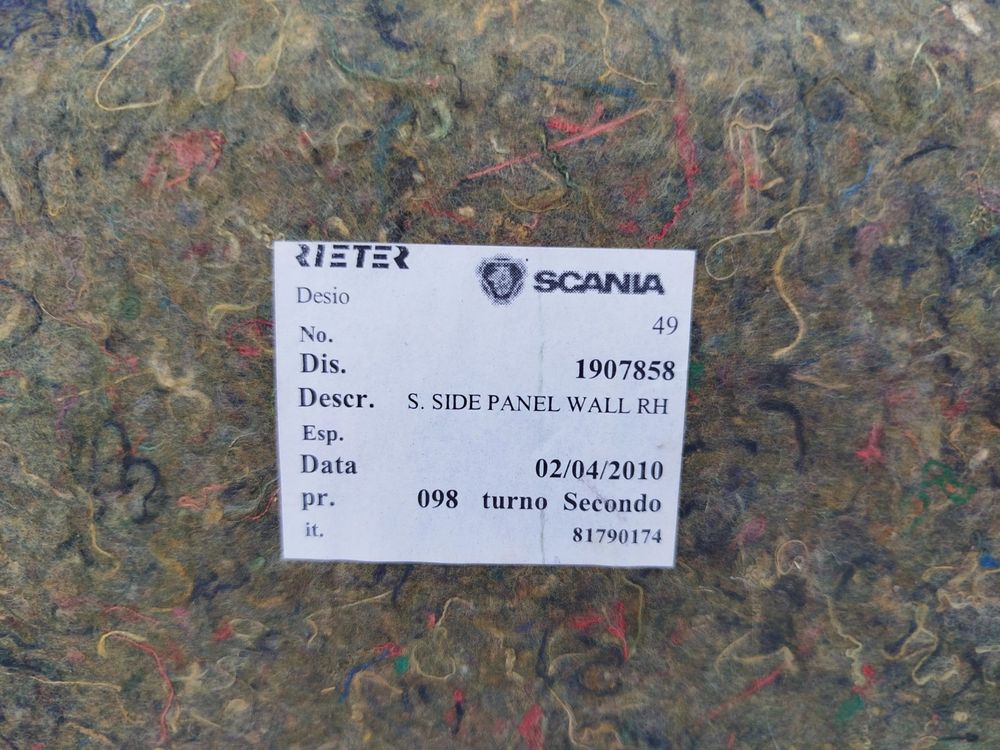 RIETER
SCANIA
Desio
No. 49
Dis. 1907858
Descr. S. SIDE PANEL WALL RH
Esp.
Data 02/04/2010
pr. 098 turno Secondo
it. 81790174